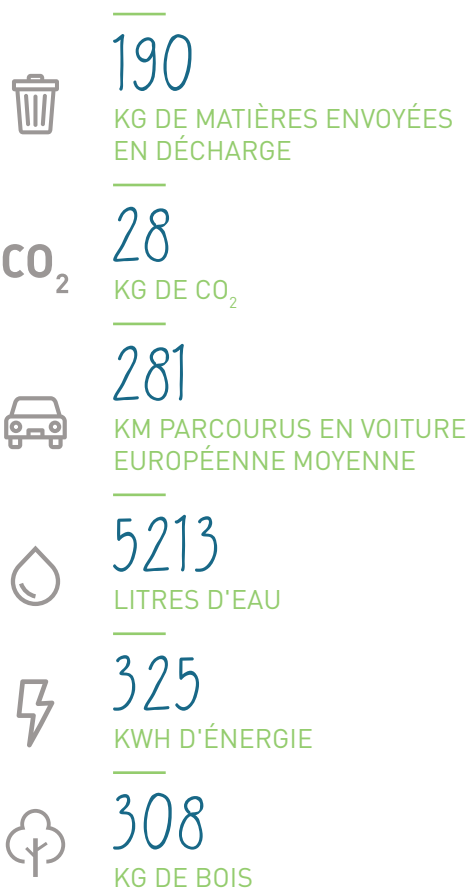 190
KG DE MATIÈRES ENVOYÉES
EN DÉCHARGE
CO₂
28
KG DE CO₂
281
KM PARCOURUS EN VOITURE
EUROPÉENNE MOYENNE
5213
LITRES D'EAU
325
KWH D'ÉNERGIE
308
KG DE BOIS